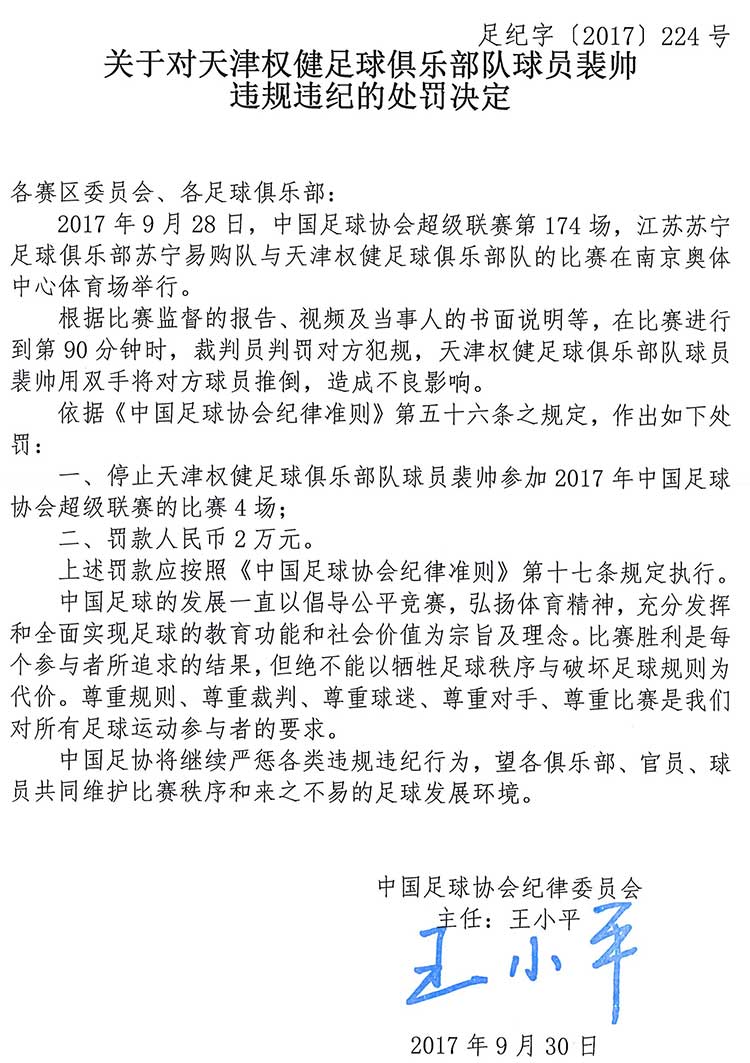 足纪字〔2017〕224 号
关于对天津权健足球俱乐部队球员裴帅
违规违纪的处罚决定
各赛区委员会、各足球俱乐部：
2017 年 9 月 28 日，中国足球协会超级联赛第 174 场，江苏苏宁
足球俱乐部苏宁易购队与天津权健足球俱乐部队的比赛在南京奥体
中心体育场举行。
根据比赛监督的报告、视频及当事人的书面说明等，在比赛进行
到第 90 分钟时，裁判员判罚对方犯规，天津权健足球俱乐部队球员
裴帅用双手将对方球员推倒，造成不良影响。
依据《中国足球协会纪律准则》第五十六条之规定，作出如下处
罚：
一、停止天津权健足球俱乐部队球员裴帅参加 2017 年中国足球
协会超级联赛的比赛 4 场；
二、罚款人民币 2 万元。
上述罚款应按照《中国足球协会纪律准则》第十七条规定执行。
中国足球的发展一直以倡导公平竞赛，弘扬体育精神，充分发挥
和全面实现足球的教育功能和社会价值为宗旨及理念。比赛胜利是每
个参与者所追求的结果，但绝不能以牺牲足球秩序与破坏足球规则为
代价。尊重规则、尊重裁判、尊重球迷、尊重对手、尊重比赛是我们
对所有足球运动参与者的要求。
中国足协将继续严惩各类违规违纪行为，望各俱乐部、官员、球
员共同维护比赛秩序和来之不易的足球发展环境。
中国足球协会纪律委员会
主任：王小平
王小平
2017 年 9 月 30 日